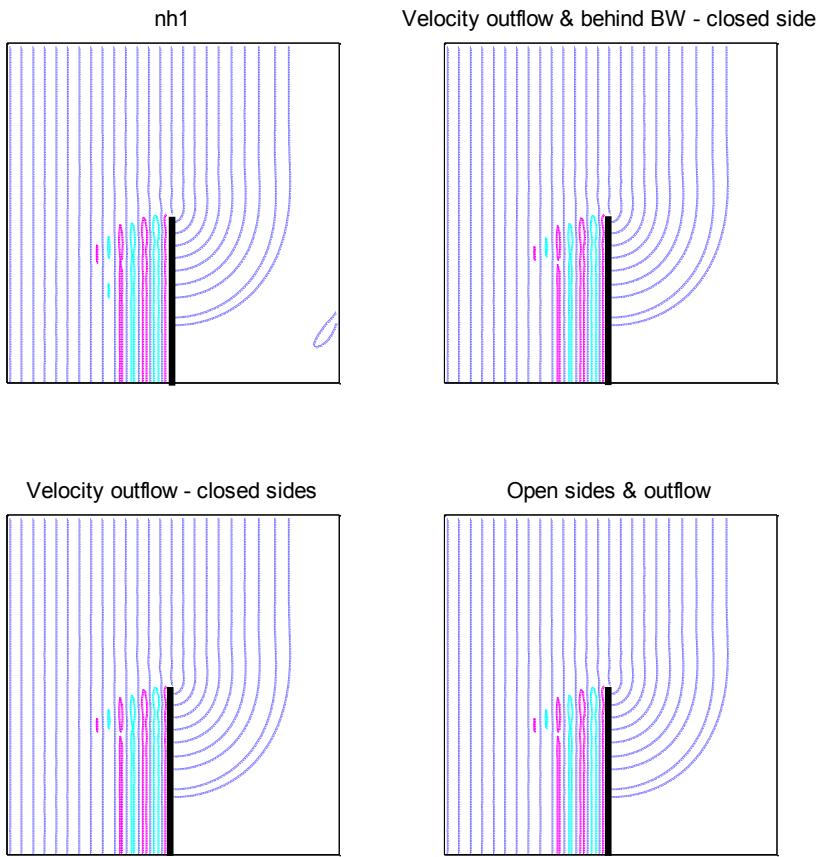 nh1
Velocity outflow & behind BW - closed side
Velocity outflow - closed sides
Open sides & outflow